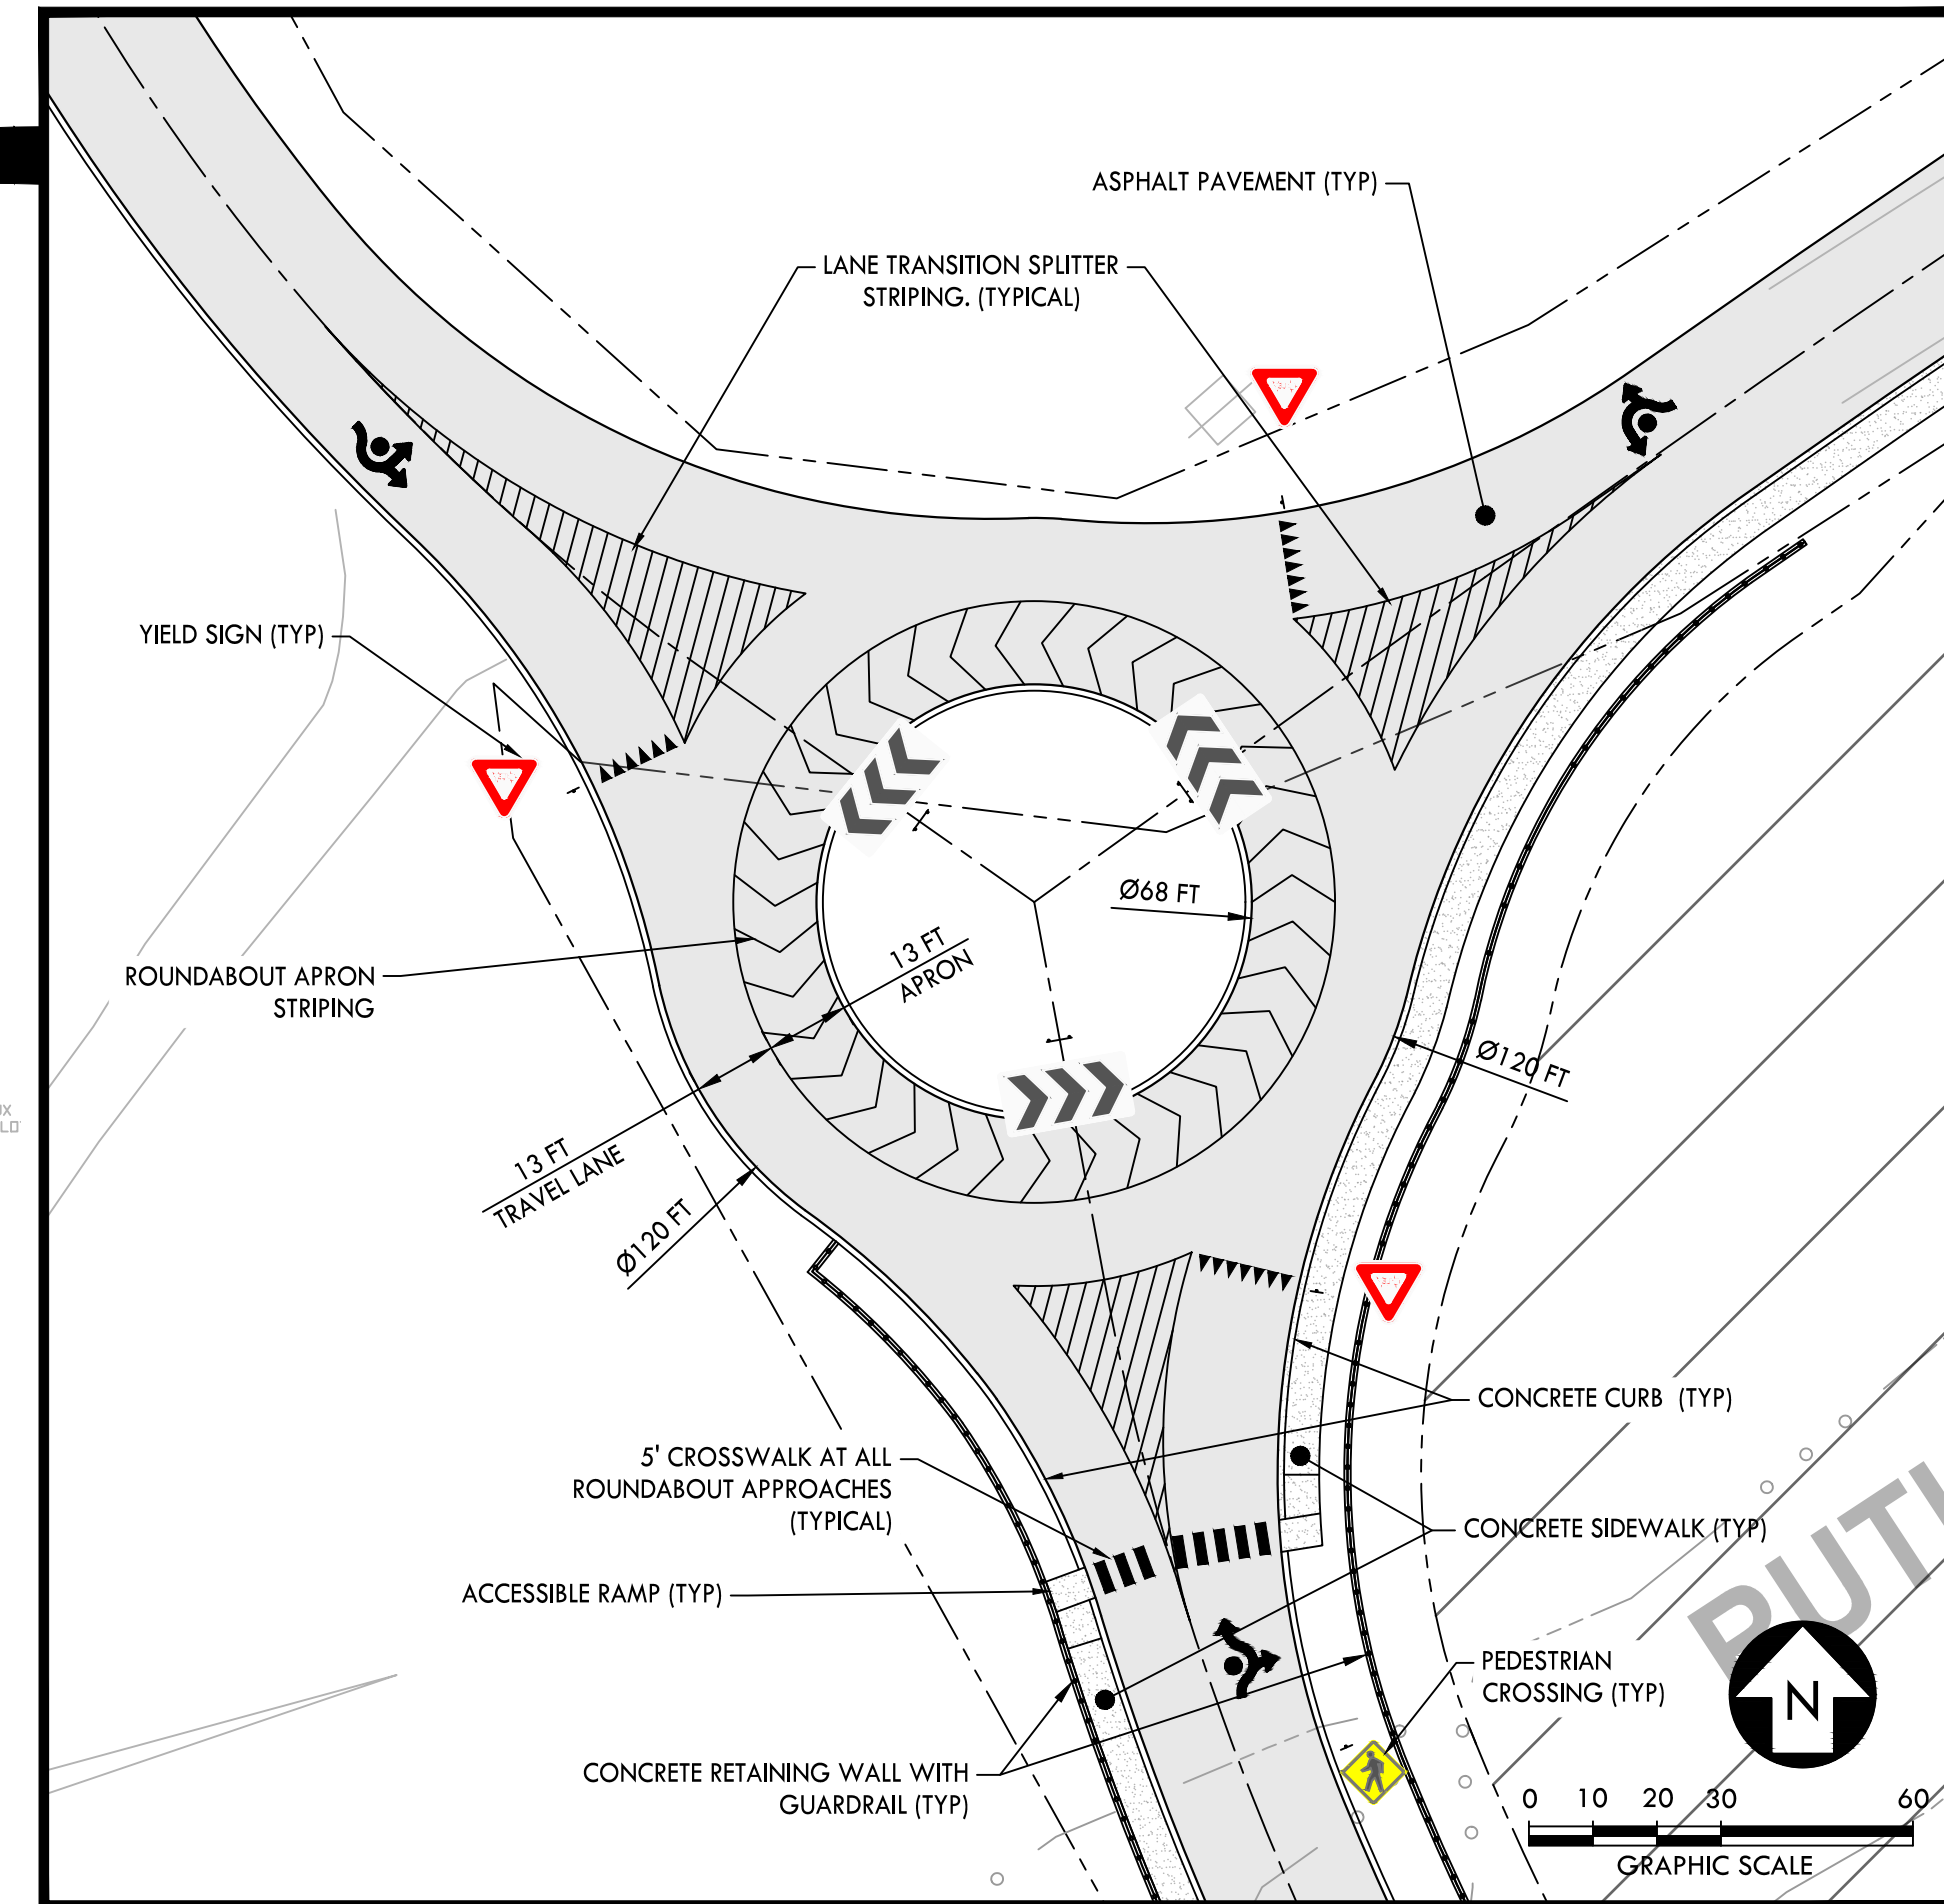 ASPHALT PAVEMENT (TYP)
LANE TRANSITION SPLITTER
STRIPING. (TYPICAL)
YIELD SIGN (TYP)
Ø68 FT
13 FT
APRON
ROUNDABOUT APRON
STRIPING
Ø120 FT
13 FT
TRAVEL LANE
Ø120 FT
CONCRETE CURB (TYP)
5' CROSSWALK AT ALL
ROUNDABOUT APPROACHES
(TYPICAL)
CONCRETE SIDEWALK (TYP)
ACCESSIBLE RAMP (TYP)
PEDESTRIAN
CROSSING (TYP)
N
CONCRETE RETAINING WALL WITH
GUARDRAIL (TYP)
0 10 20 30 60
GRAPHIC SCALE